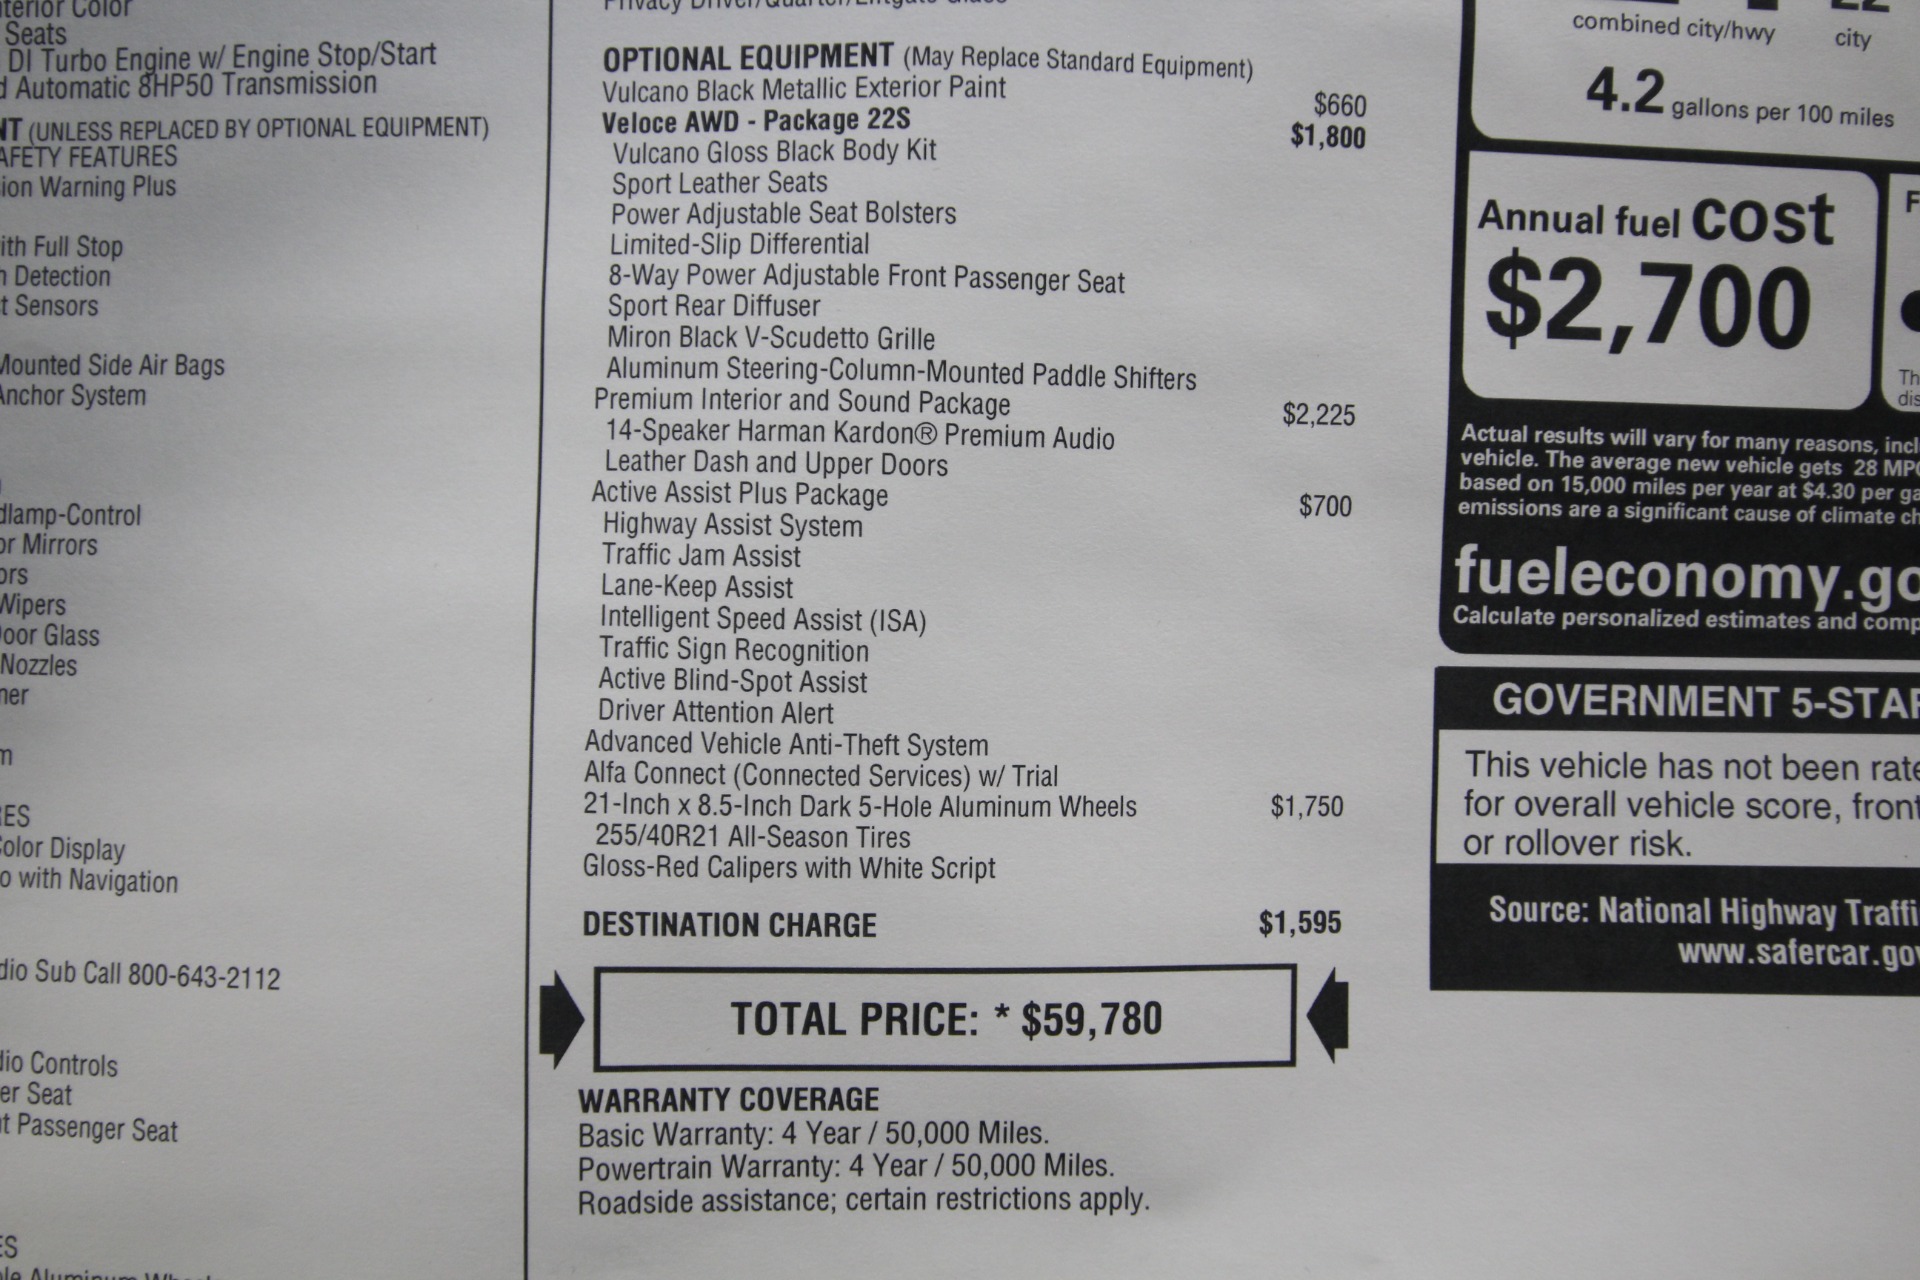 terior Color
Seats
DI Turbo Engine w/ Engine Stop/Start
Automatic 8HP50 Transmission
(UNLESS REPLACED BY OPTIONAL EQUIPMENT)
AFETY FEATURES
ion Warning Plus
ith Full Stop
Detection
t Sensors
Mounted Side Air Bags
Anchor System
dlamp-Control
or Mirrors
ors
Wipers
oor Glass
Nozzles
ner
m
ES
Color Display
o with Navigation
dio Sub Call 800-643-2112
dio Controls
er Seat
t Passenger Seat
ES
OPTIONAL EQUIPMENT (May Replace Standard Equipment)
Vulcano Black Metallic Exterior Paint $660
Veloce AWD - Package 22S $1,800
Vulcano Gloss Black Body Kit
Sport Leather Seats
Power Adjustable Seat Bolsters
Limited-Slip Differential
8-Way Power Adjustable Front Passenger Seat
Sport Rear Diffuser
Miron Black V-Scudetto Grille
Aluminum Steering-Column-Mounted Paddle Shifters
Premium Interior and Sound Package $2,225
14-Speaker Harman Kardon® Premium Audio
Leather Dash and Upper Doors
Active Assist Plus Package $700
Highway Assist System
Traffic Jam Assist
Lane-Keep Assist
Intelligent Speed Assist (ISA)
Traffic Sign Recognition
Active Blind-Spot Assist
Driver Attention Alert
Advanced Vehicle Anti-Theft System
Alfa Connect (Connected Services) w/ Trial
21-Inch x 8.5-Inch Dark 5-Hole Aluminum Wheels $1,750
255/40R21 All-Season Tires
Gloss-Red Calipers with White Script
DESTINATION CHARGE $1,595
TOTAL PRICE: * $59,780
WARRANTY COVERAGE
Basic Warranty: 4 Year / 50,000 Miles.
Powertrain Warranty: 4 Year / 50,000 Miles.
Roadside assistance; certain restrictions apply.
combined city/hwy city
4.2 gallons per 100 miles
Annual fuel cost
$2,700
F
Th
dis
Actual results will vary for many reasons, incl
vehicle. The average new vehicle gets 28 MP
based on 15,000 miles per year at $4.30 per ga
emissions are a significant cause of climate ch
fueleconomy.go
Calculate personalized estimates and comp
GOVERNMENT 5-STAR
This vehicle has not been rate
for overall vehicle score, front
or rollover risk.
Source: National Highway Traffi
www.safercar.gov